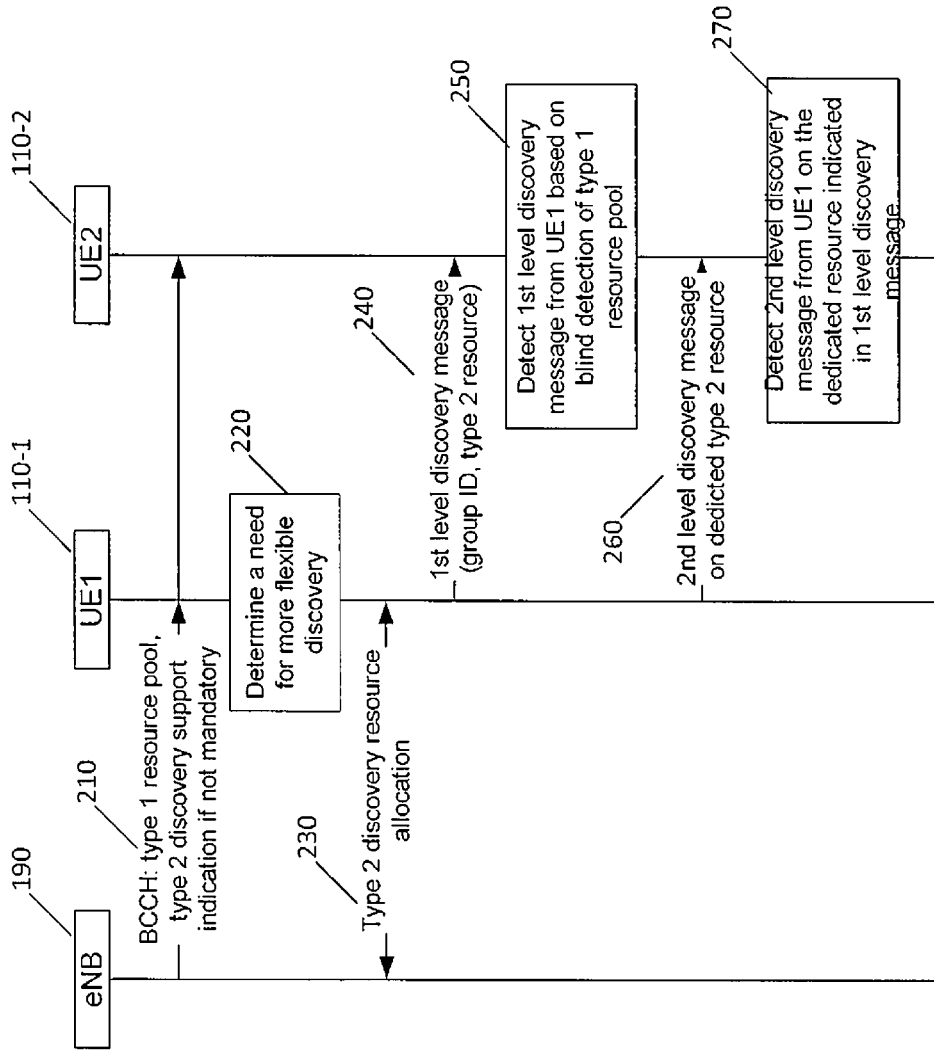 190
eNB
110-1
UE1
110-2
UE2
210
BCCH: type 1 resource pool,
type 2 discovery support
indication if not mandatory
220
Determine a need
for more flexible
discovery
230
Type 2 discovery resource
allocation
240
1st level discovery message
(group ID, type 2 resource)
250
Detect 1st level discovery
message from UE1 based on
blind detection of type 1
resource pool
260
2nd level discovery message
on dedicted type 2 resource
270
Detect 2nd level discovery
message from UE1 on the
dedicated resource indicated
in 1st level discovery
message